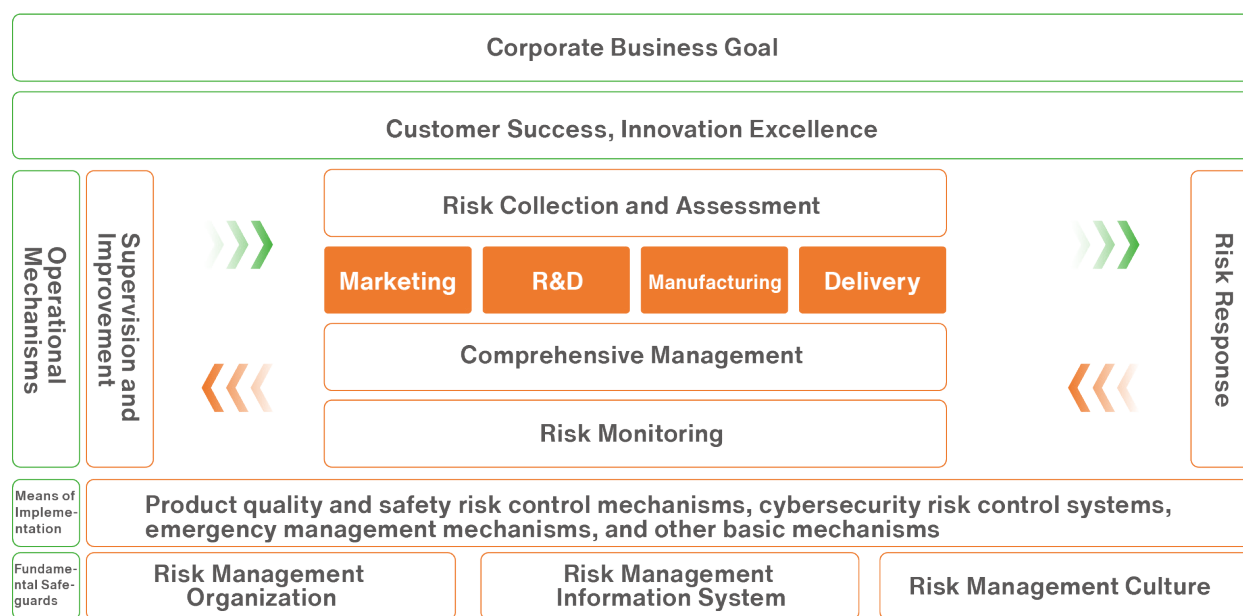 Corporate Business Goal
Customer Success, Innovation Excellence
Operational
Mechanisms
Supervision and
Improvement
Risk Collection and Assessment
Marketing
R&D
Manufacturing
Delivery
Comprehensive Management
Risk Monitoring
Risk Response
Means of
Impleme-
ntation
Product quality and safety risk control mechanisms, cybersecurity risk control systems,
emergency management mechanisms, and other basic mechanisms
Fundame-
ntal Safe-
guards
Risk Management
Organization
Risk Management
Information System
Risk Management Culture